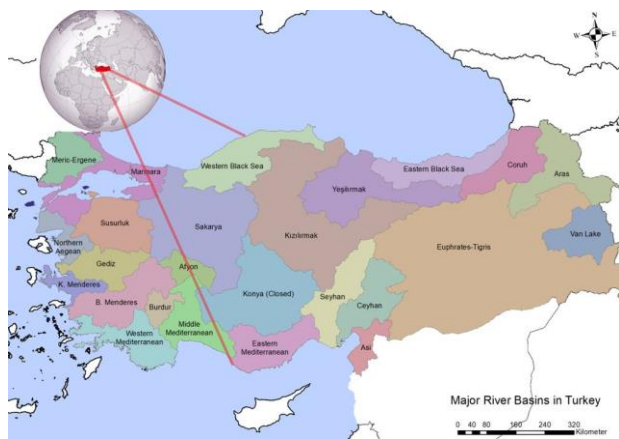 N
W E
S
Meric-Ergene
Marmara
Western Black Sea
Eastern Black Sea
Coruh
Aras
Yeşilırmak
Susurluk
Sakarya
Kızılırmak
Northern
Aegean
Euphrates-Tigris
Van Lake
Gediz
Afyon
K. Menderes
Konya (Closed)
Seyhan
Ceyhan
B. Menderes
Burdur
Western
Mediterranean
Middle
Mediterranean
Eastern
Mediterranean
Asi
Major River Basins in Turkey
0 40 80 160 240 320
Kilometer